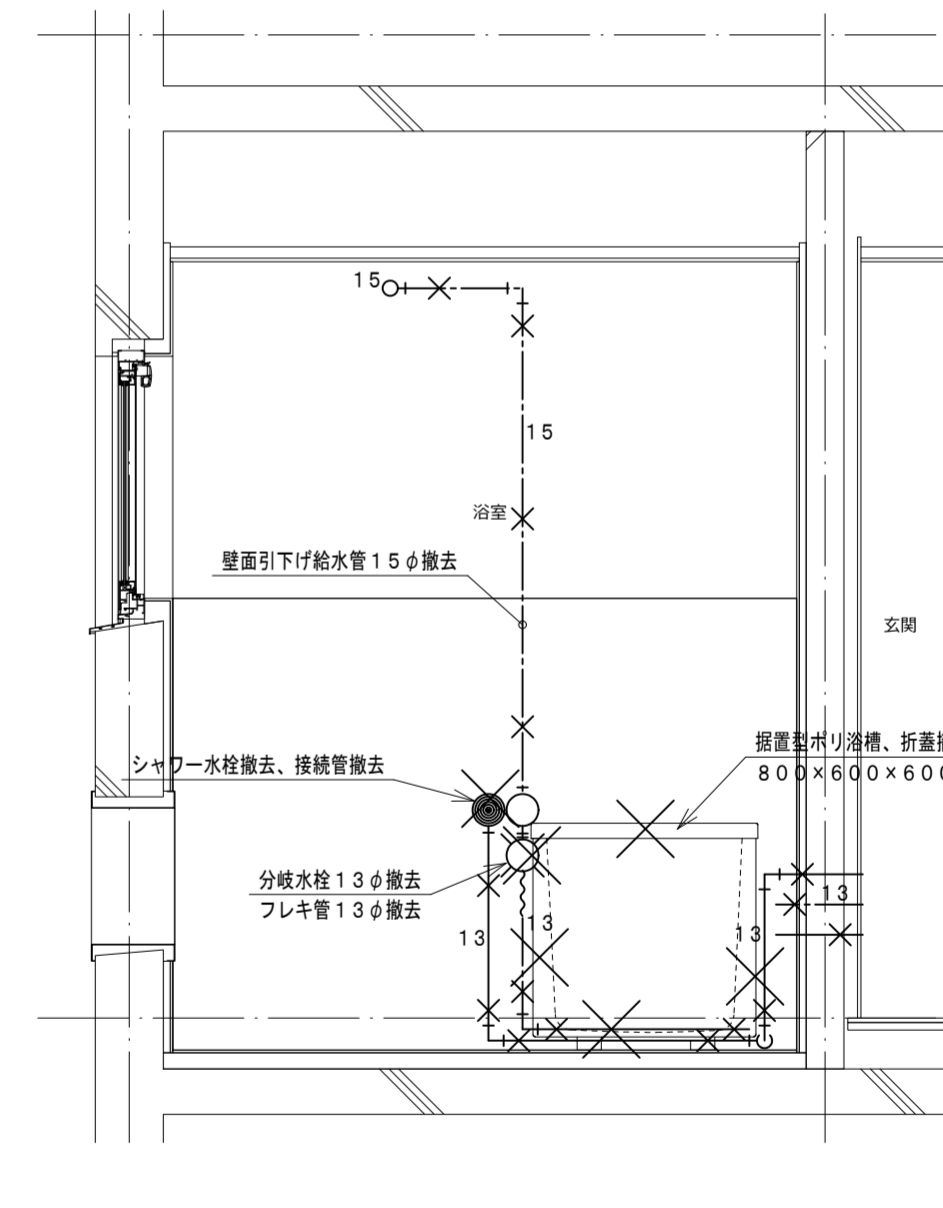 15
15
浴室
壁面引下げ給水管15φ撤去
玄関
据置型ポリ浴槽、折蓋
800×600×600
シャワー水栓撤去、接続管撤去
分岐水栓13φ撤去
フレキ管13φ撤去
13
13
13
13